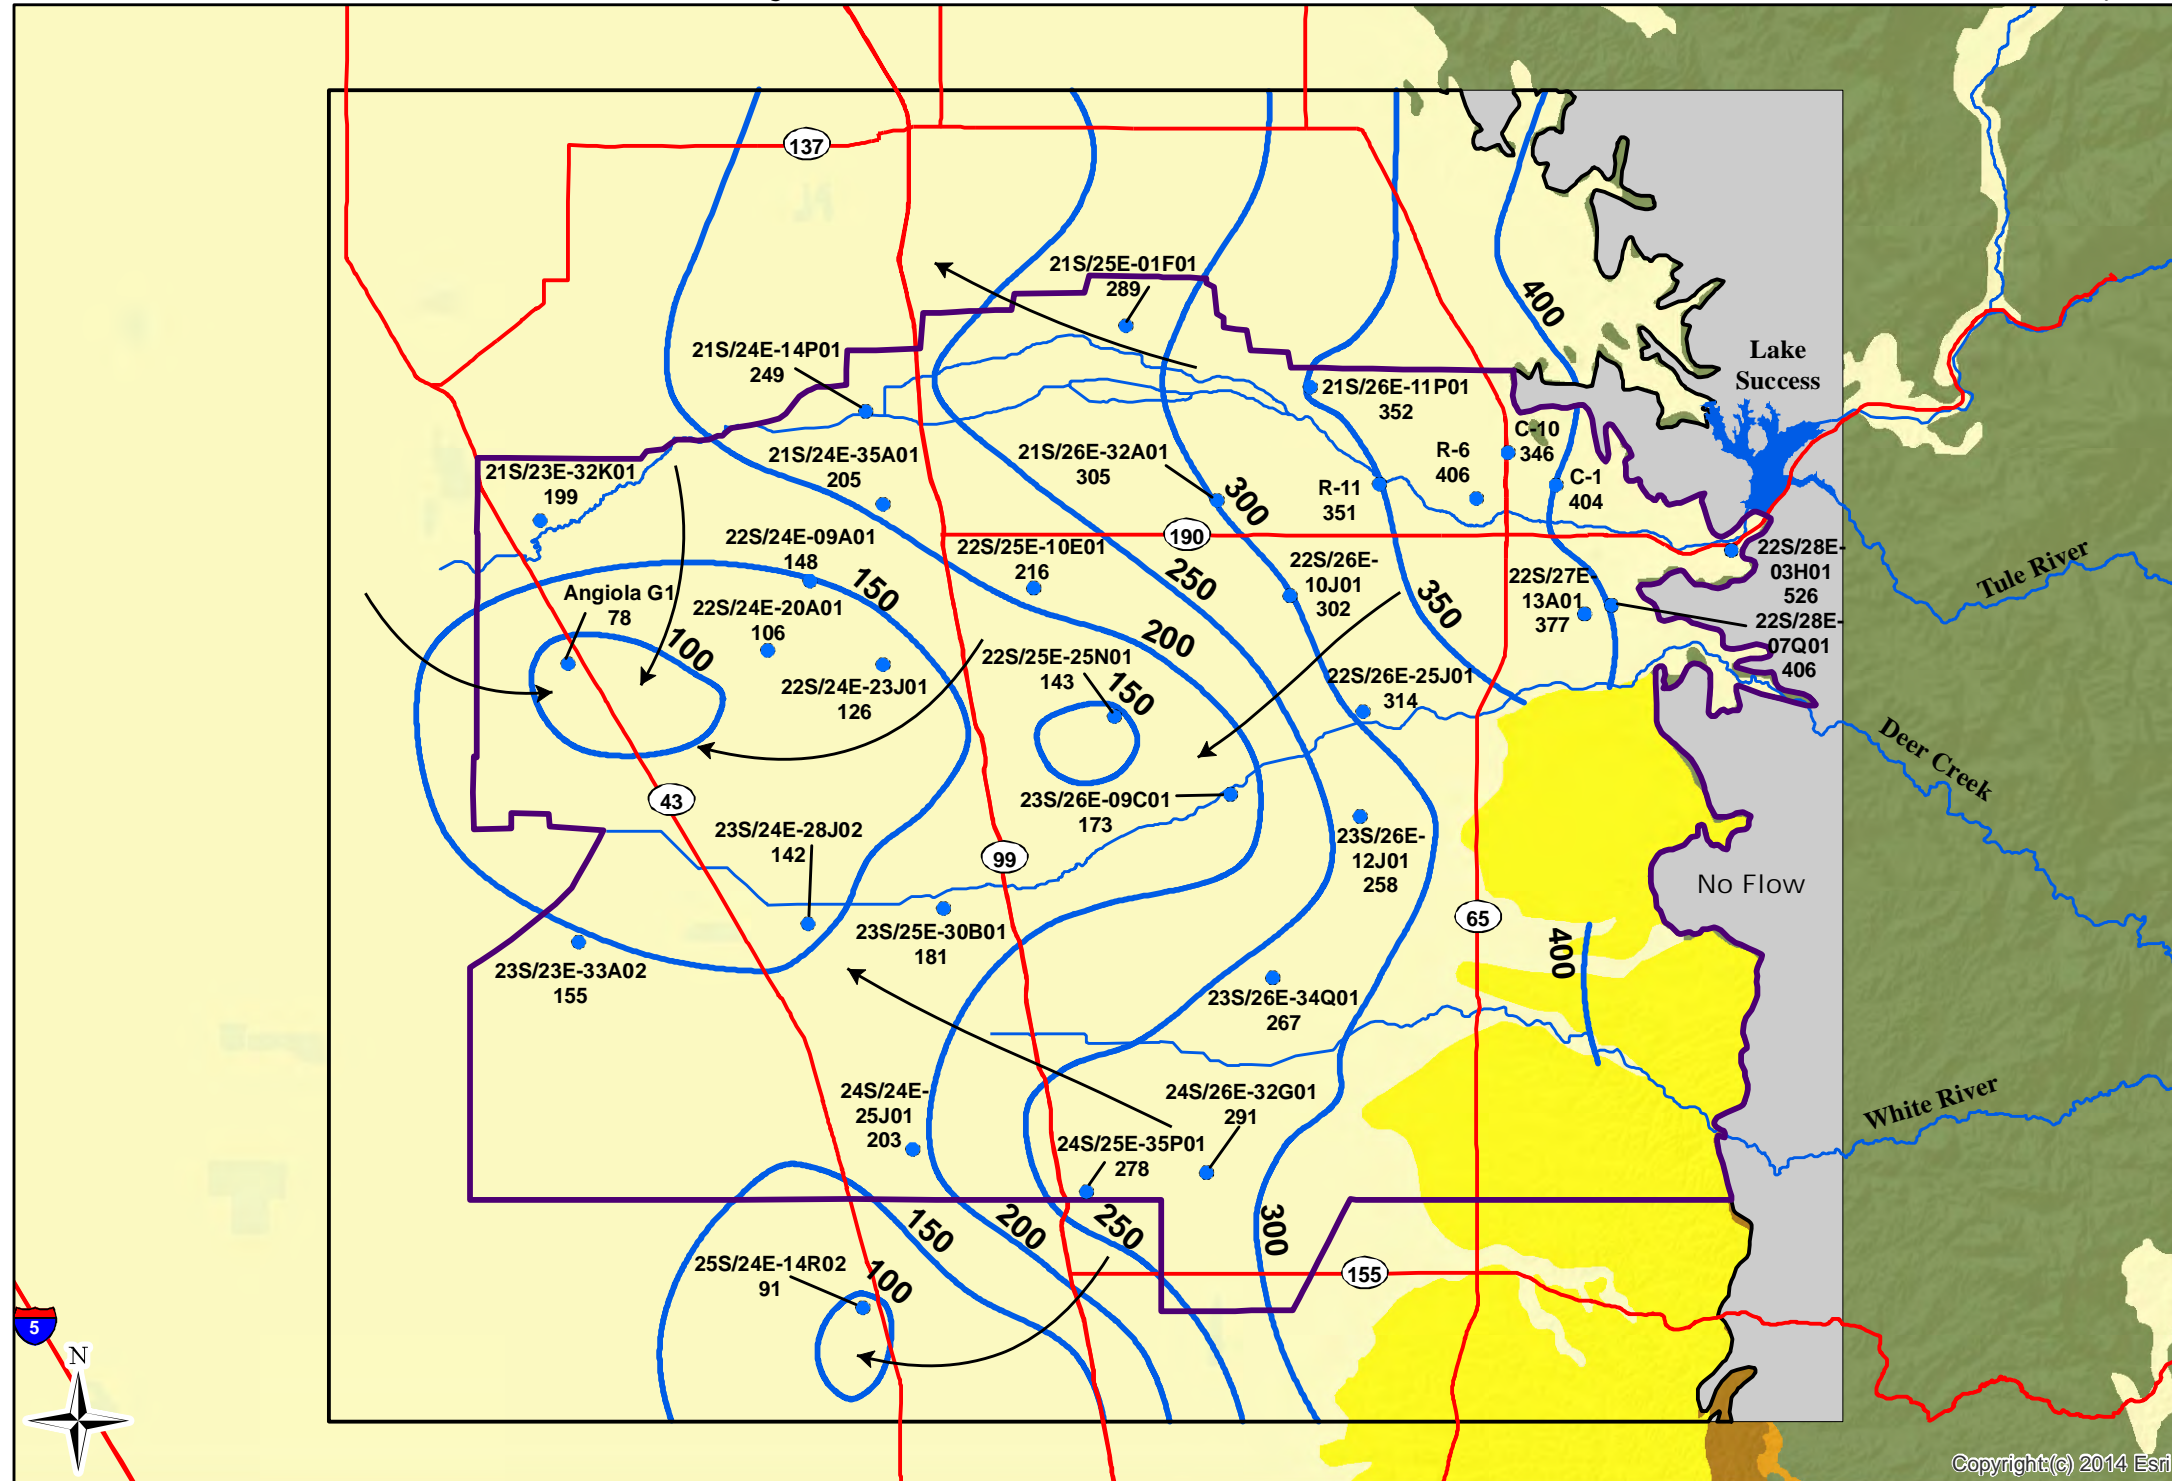 137
21S/25E-01F01
289
400
21S/24E-14P01
249
Lake
Success
21S/26E-11P01
352
C-10
346
R-6
406
C-1
404
21S/23E-32K01
199
21S/24E-35A01
205
21S/26E-32A01
305
300
R-11
351
190
22S/24E-09A01
148
150
22S/25E-10E01
216
250
22S/26E-
10J01
302
350
22S/27E-
13A01
377
22S/28E-
03H01
526
22S/28E-
07Q01
406
Tule River
Angiola G1
78
22S/24E-20A01
106
100
200
22S/25E-25N01
143
150
22S/24E-23J01
126
22S/26E-25J01
314
Deer Creek
43
23S/26E-09C01
173
23S/24E-28J02
142
99
23S/26E-
12J01
258
No Flow
65
23S/25E-30B01
181
400
23S/23E-33A02
155
23S/26E-34Q01
267
24S/24E-
25J01
203
24S/26E-32G01
291
24S/25E-35P01
278
White River
150
200
250
300
25S/24E-14R02
91
100
155
5
N
Copyright:(c) 2014 Esri